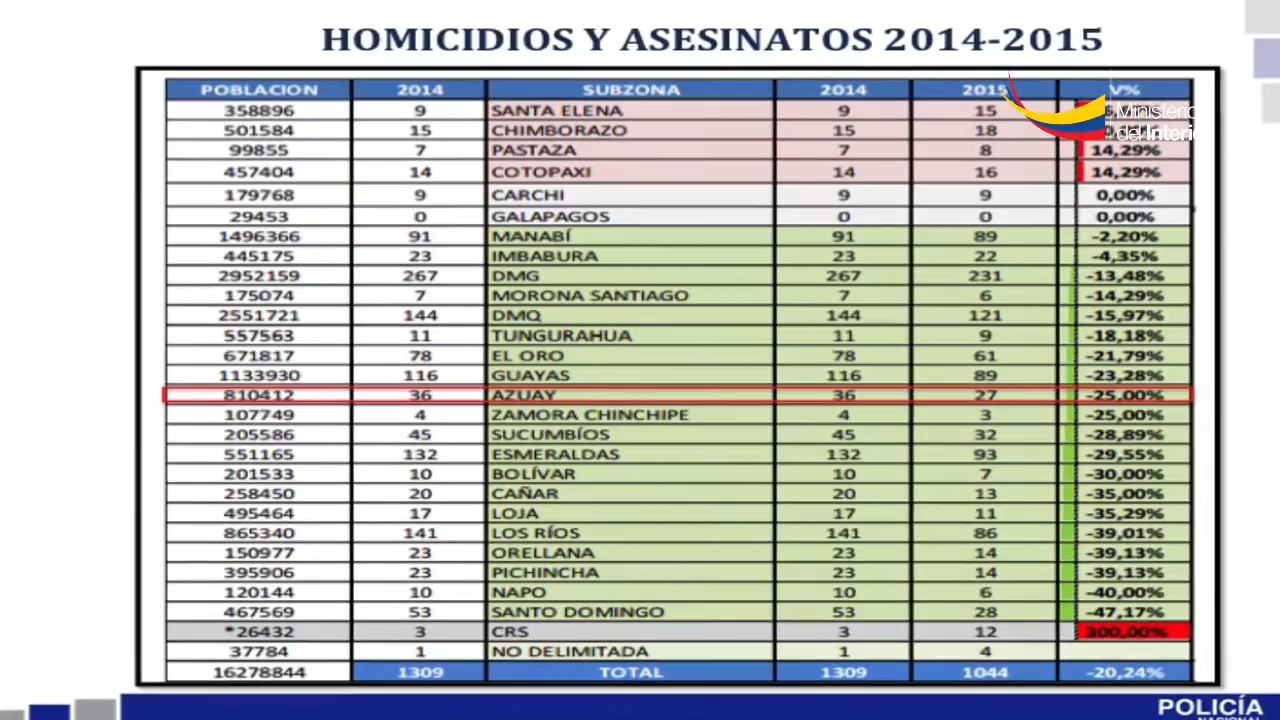 HOMICIDIOS Y ASESINATOS 2014-2015
POBLACION 2014 SUBZONA 2014 2015 V%
358896 9 SANTA ELENA 9 15
501584 15 CHIMBORAZO 15 18
99855 7 PASTAZA 7 8 14,29%
457404 14 COTOPAXI 14 16 14,29%
179768 9 CARCHI 9 9 0,00%
29453 0 GALAPAGOS 0 0 0,00%
1496366 91 MANABÍ 91 89 -2,20%
445175 23 IMBABURA 23 22 -4,35%
2952159 267 DMG 267 231 -13,48%
175074 7 MORONA SANTIAGO 7 6 -14,29%
2551721 144 DMQ 144 121 -15,97%
557563 11 TUNGURAHUA 11 9 -18,18%
671817 78 EL ORO 78 61 -21,79%
1133930 116 GUAYAS 116 89 -23,28%
810412 36 AZUAY 36 27 -25,00%
107749 4 ZAMORA CHINCHIPE 4 3 -25,00%
205586 45 SUCUMBÍOS 45 32 -28,89%
551165 132 ESMERALDAS 132 93 -29,55%
201533 10 BOLÍVAR 10 7 -30,00%
258450 20 CAÑAR 20 13 -35,00%
495464 17 LOJA 17 11 -35,29%
865340 141 LOS RÍOS 141 86 -39,01%
150977 23 ORELLANA 23 14 -39,13%
395906 23 PICHINCHA 23 14 -39,13%
120144 10 NAPO 10 6 -40,00%
467569 53 SANTO DOMINGO 53 28 -47,17%
*26432 3 CRS 3 12 300,00%
37784 1 NO DELIMITADA 1 4
16278844 1309 TOTAL 1309 1044 -20,24%
Ministerio
del Interi
POLICÍA
NACIONAL